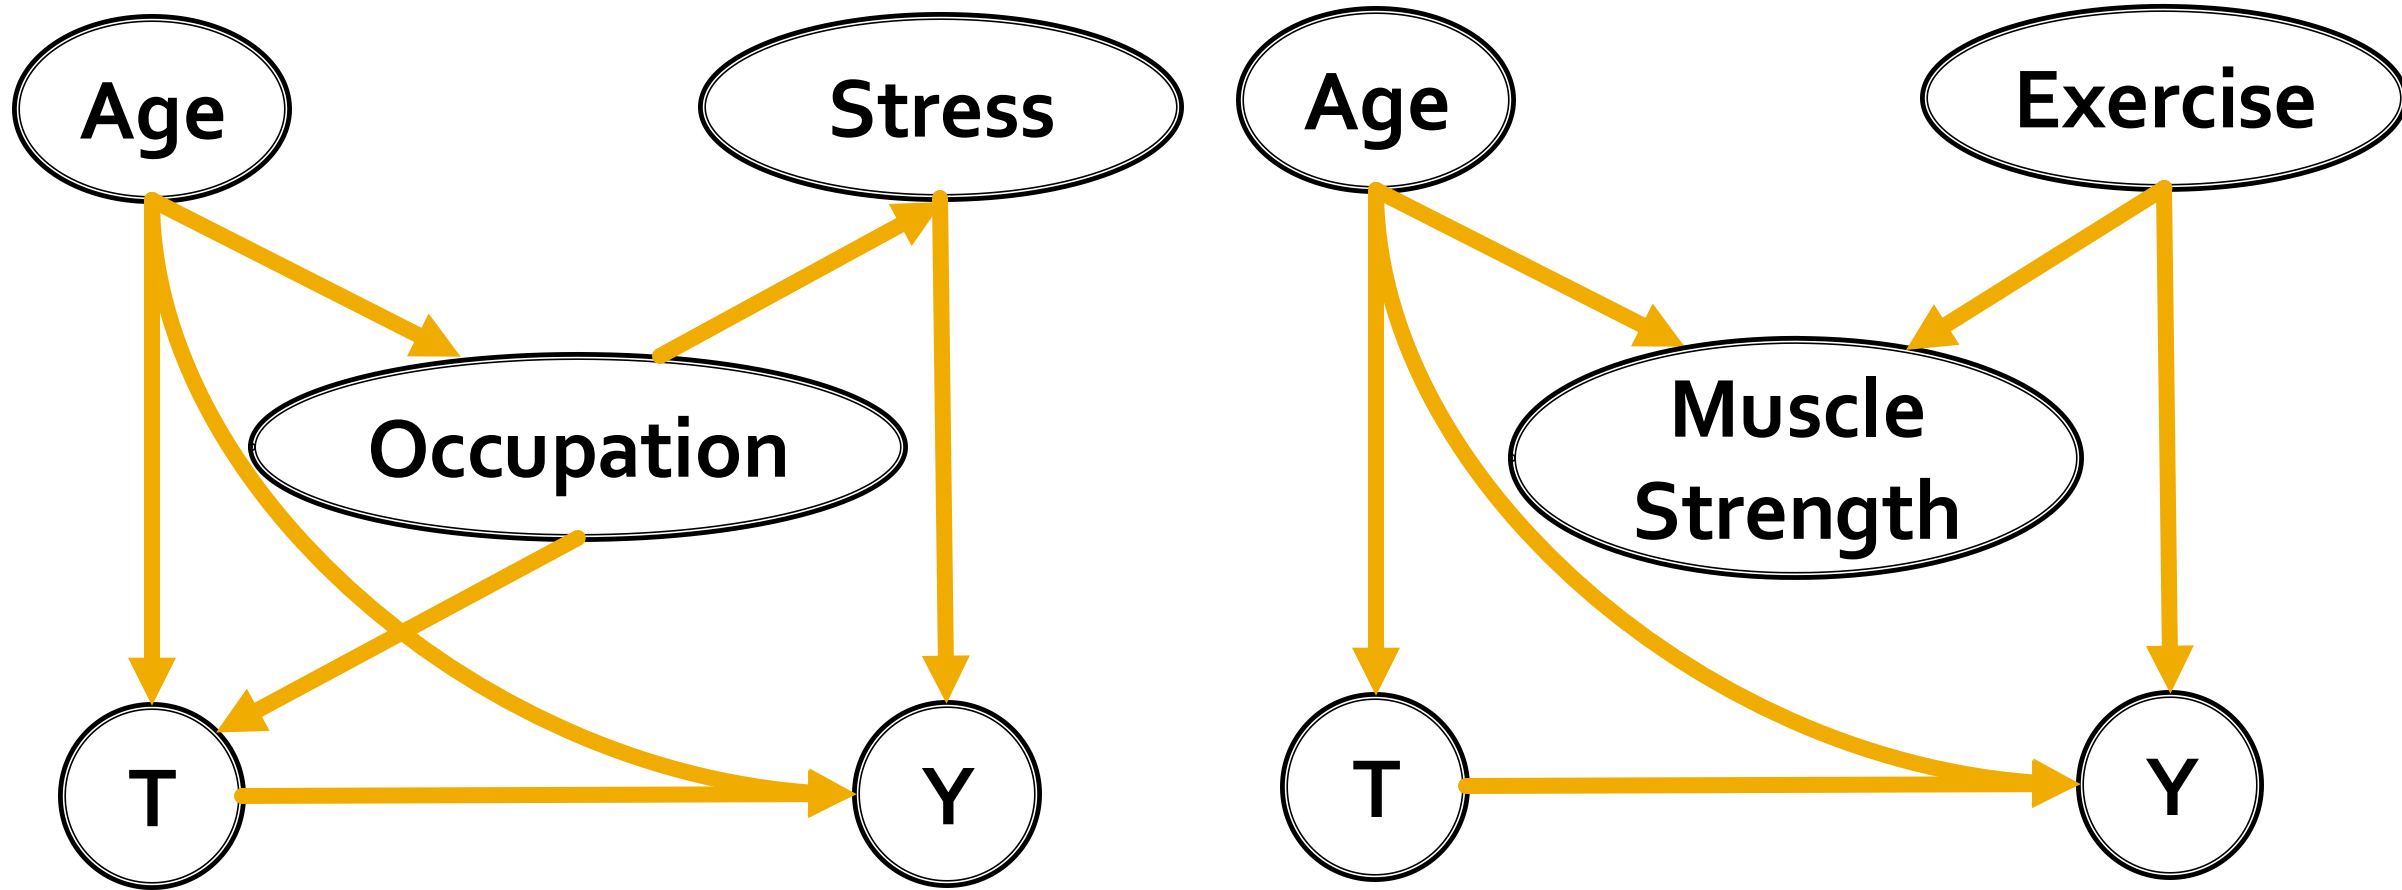 Age
Stress
Occupation
T
Y
Age
Exercise
Muscle
Strength
T
Y